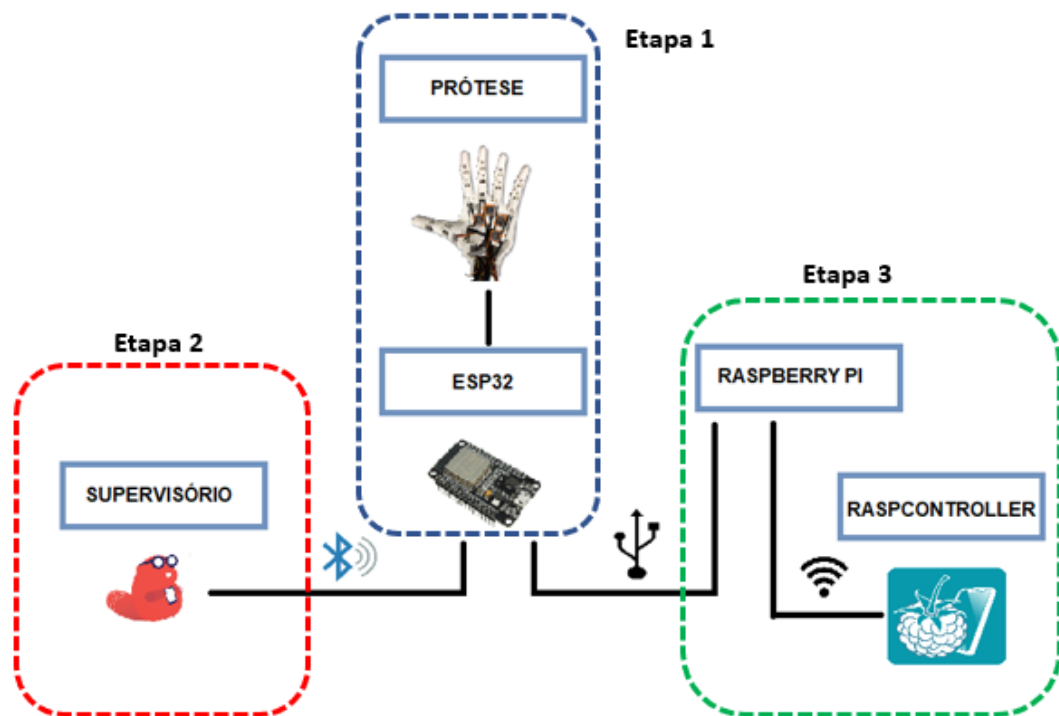 Etapa 1
PRÓTESE
Etapa 3
Etapa 2
ESP32
RASPBERRY PI
SUPERVISÓRIO
RASPCONTROLLER